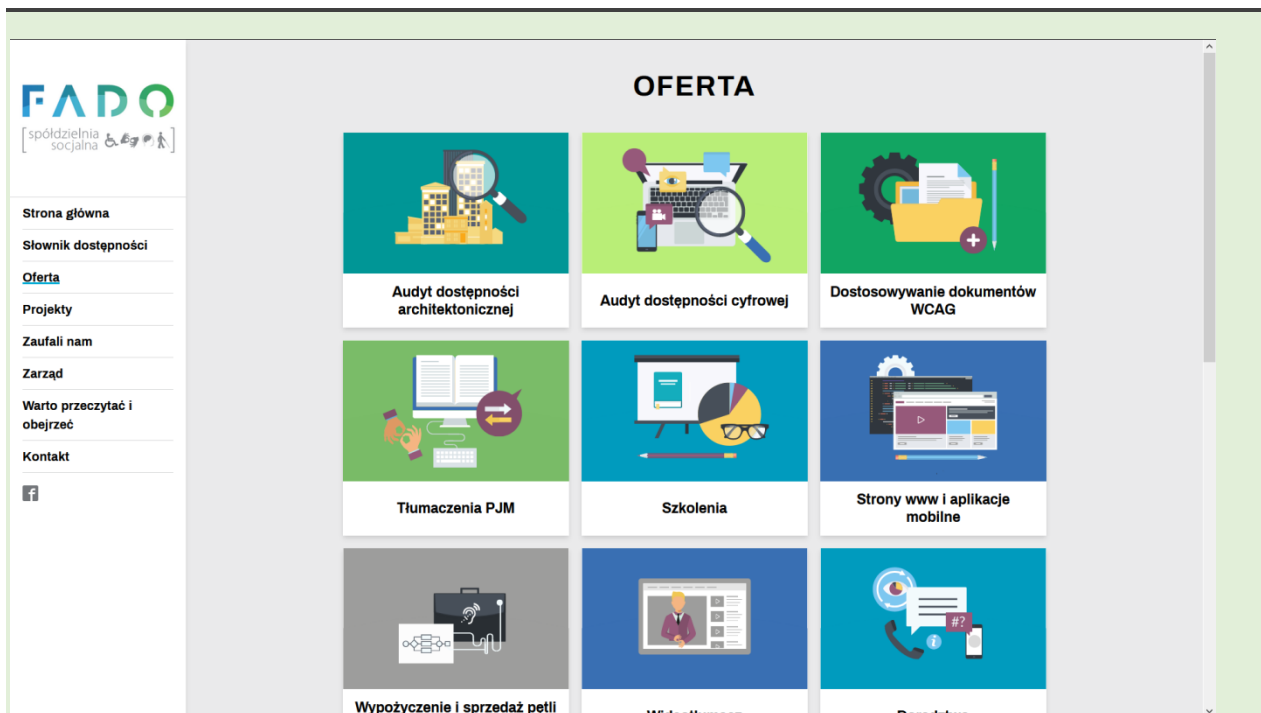 FADO
spółdzielnia
socjalna
Strona główna
Słownik dostępności
Oferta
Projekty
Zaufali nam
Zarząd
Warto przeczytać i
obejrzeć
Kontakt
f
OFERTA
Audyt dostępności
architektonicznej
Audyt dostępności cyfrowej
Dostosowywanie dokumentów
WCAG
Tłumaczenia PJM
Szkolenia
Strony www i aplikacje
mobilne
#?
i
Wypożyczenie i sprzedaż pętli